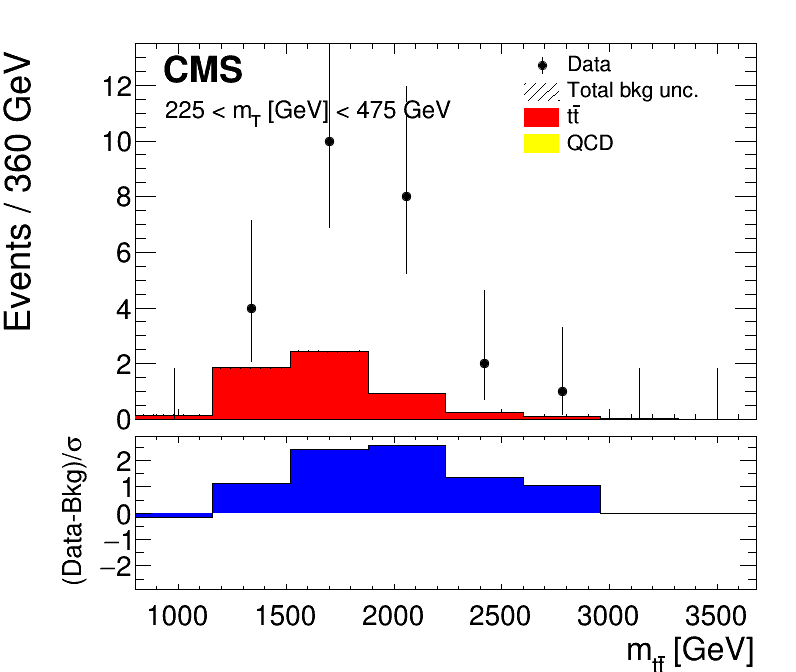 Events / 360 GeV
CMS
225 < m_T [GeV] < 475 GeV
Data
Total bkg unc.
tt̄
QCD
12
10
8
6
4
2
0
(Data-Bkg)/σ
2
1
0
−1
−2
1000 1500 2000 2500 3000 3500
m_tt̄ [GeV]